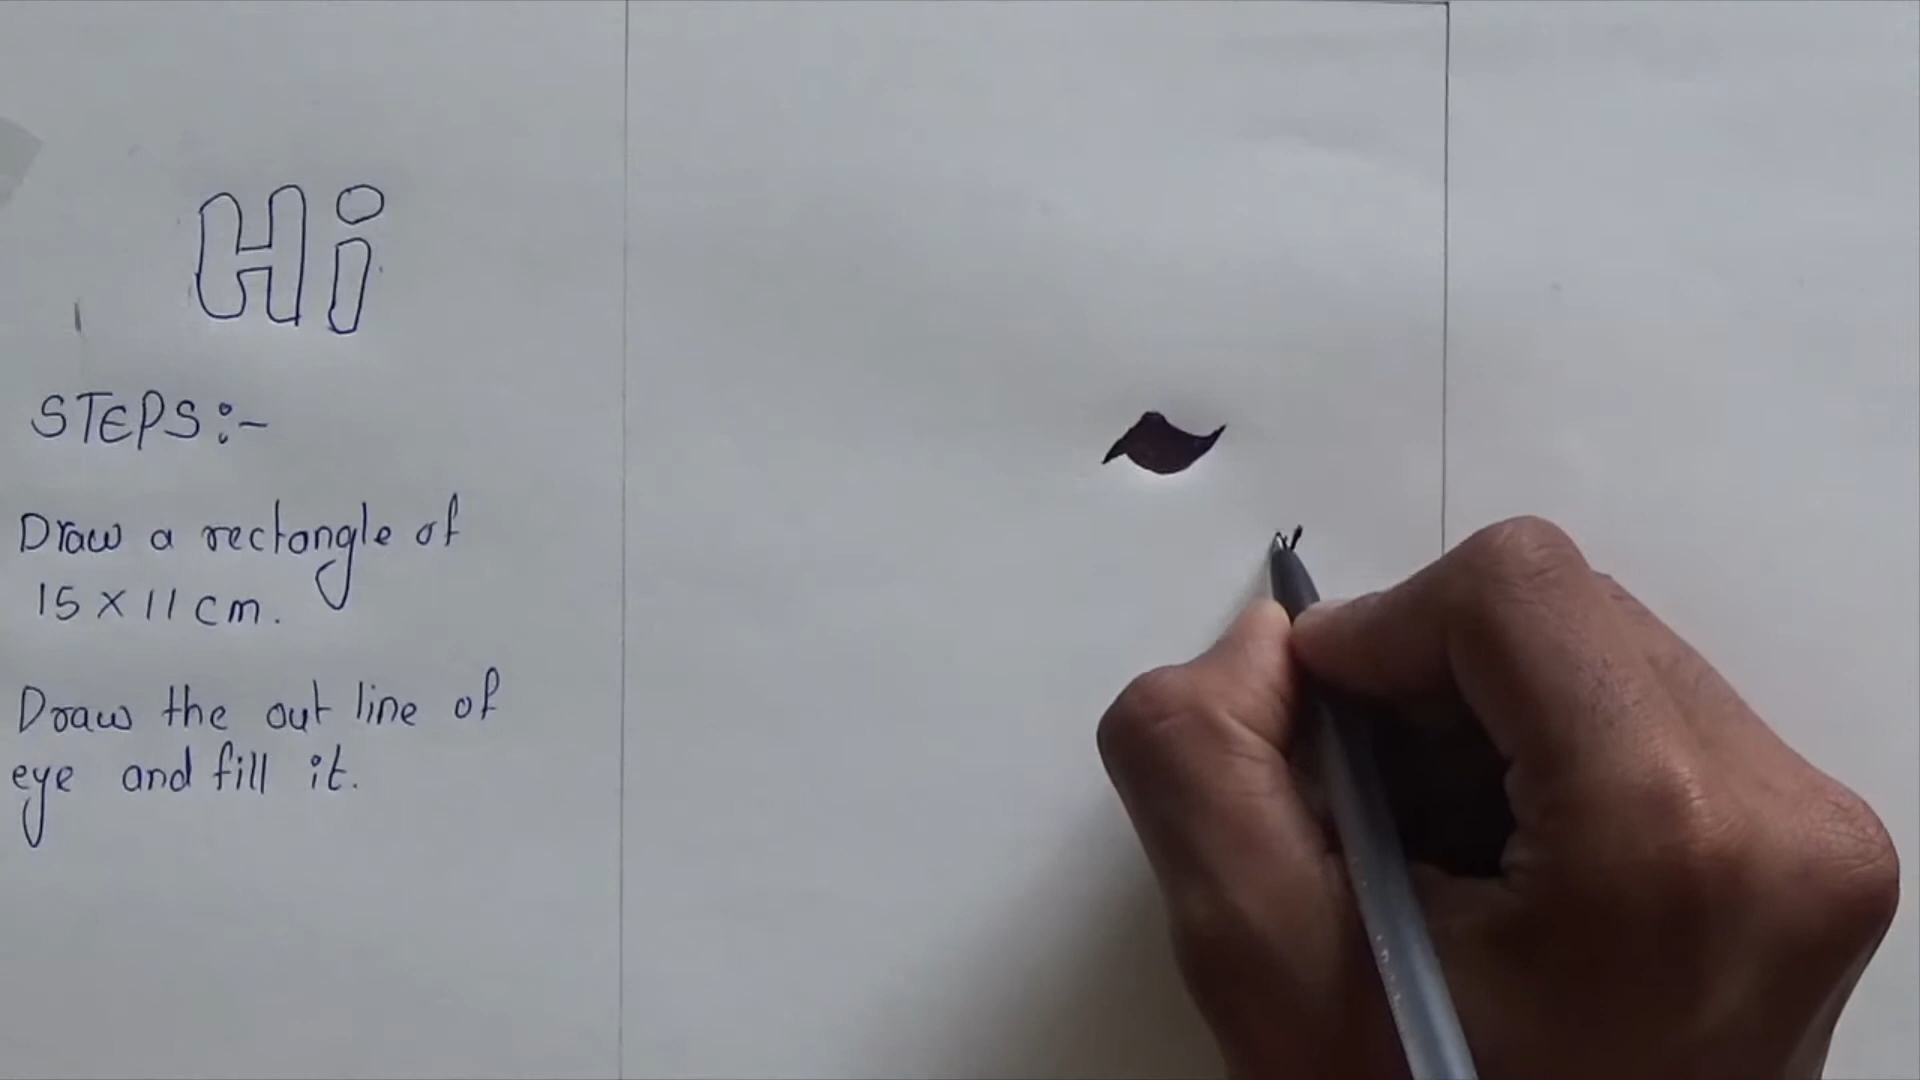 Hi
STEPS:-
Draw a rectangle of
15 x 11 cm.
Draw the out line of
eye and fill it.